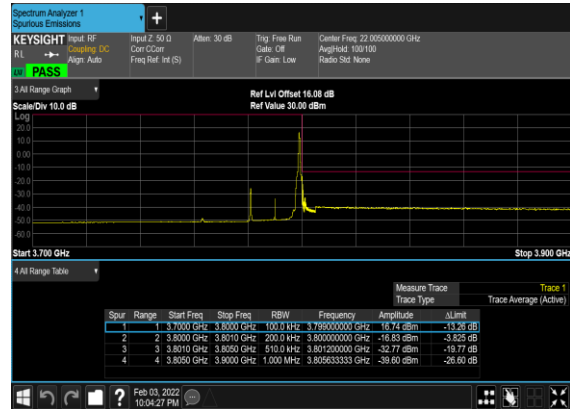 Spectrum Analyzer 1
Spurious Emissions
+
KEYSIGHT Input: RF Input Z: 50 Ω Atten: 30 dB Trig: Free Run Center Freq: 22.005000000 GHz
RL Coupling: DC Corr CCorr Gate: Off Avg|Hold: 100/100
Align: Auto Freq Ref: Int (S) IF Gain: Low Radio Std: None
LW PASS
3 All Range Graph
Ref Lvl Offset 16.08 dB
Scale/Div 10.0 dB Ref Value 30.00 dBm
Log
20.0
10.0
0.00
-10.0
-20.0
-30.0
-40.0
-50.0
-60.0
Start 3.700 GHz Stop 3.900 GHz
4 All Range Table
Measure Trace Trace 1
Trace Type Trace Average (Active)
Spur Range Start Freq Stop Freq RBW Frequency Amplitude ΔLimit
1 1 3.7000 GHz 3.8000 GHz 100.0 kHz 3.799000000 GHz 16.74 dBm -13.26 dB
2 2 3.8000 GHz 3.8010 GHz 200.0 kHz 3.800000000 GHz -16.83 dBm -3.825 dB
3 3 3.8010 GHz 3.8050 GHz 510.0 kHz 3.801200000 GHz -32.77 dBm -19.77 dB
4 4 3.8050 GHz 3.9000 GHz 1.000 MHz 3.805633333 GHz -39.60 dBm -26.60 dB
? Feb 03, 2022
10:04:27 PM